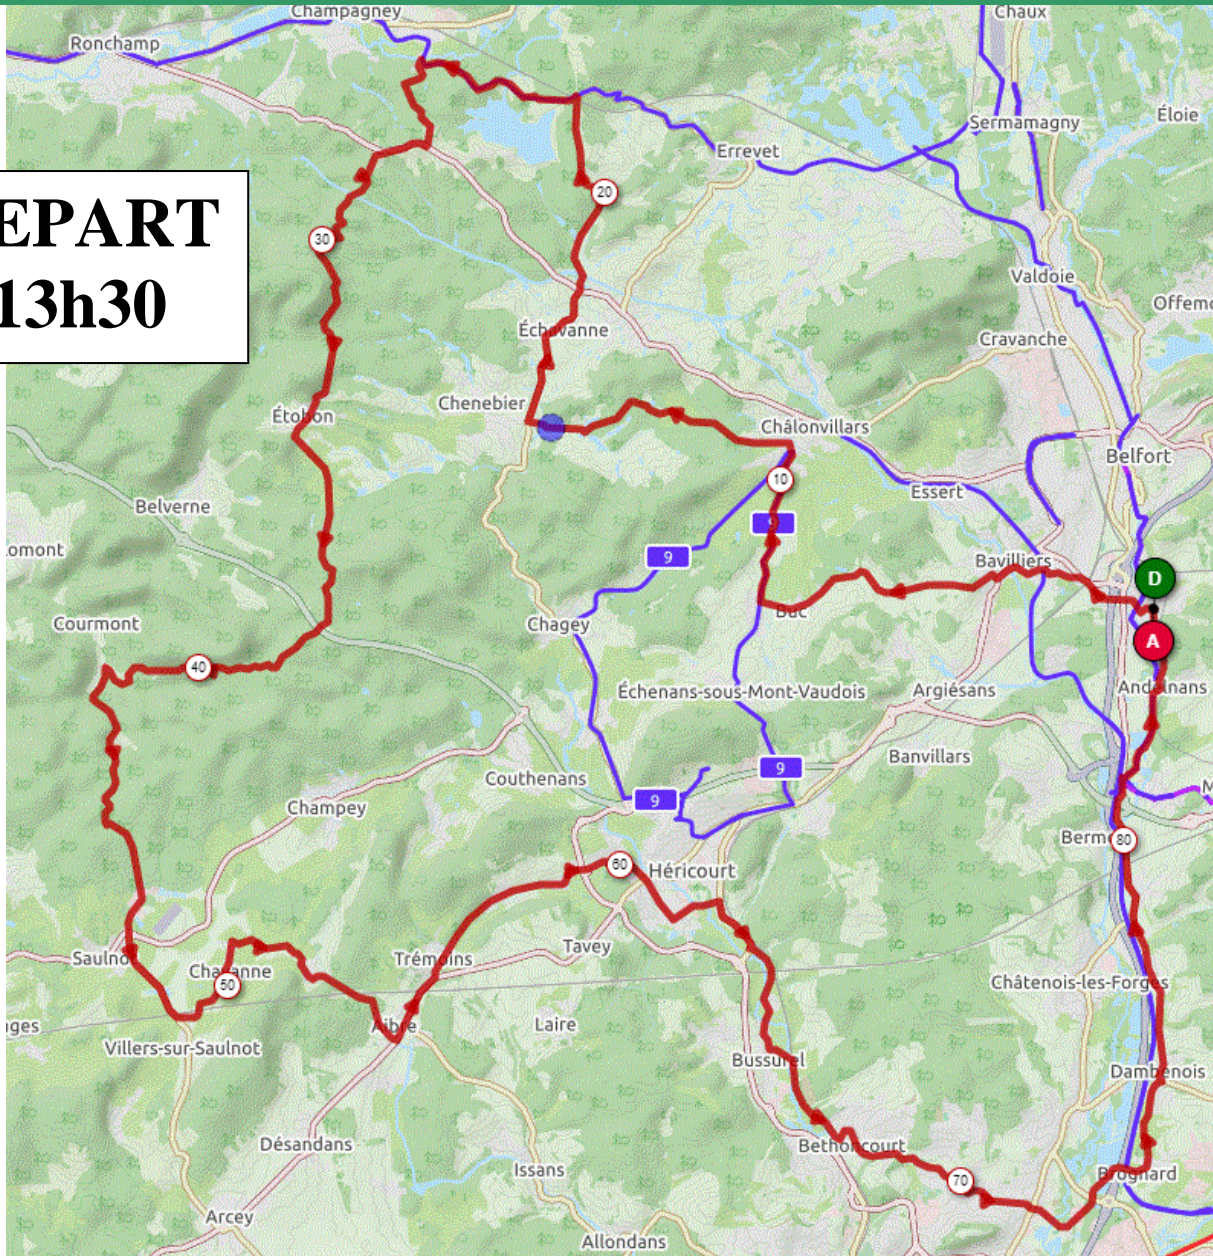 Champagney
Chaux
Ronchamp
Éloie
Sermamagny
Errevet
20
EPART
13h30
30
Valdoie
Offem
Échavanne
Cravanche
Chenebier
Étobon
Châlonvillars
Belfort
10
Essert
Belverne
9
omont
9
Bavilliers
D
Buc
Courmont
Chagey
A
40
Échenans-sous-Mont-Vaudois
Argiésans
Andelnans
Banvillars
9
Couthenans
9
M
Champey
Berm
80
60
Héricourt
Tavey
Saulno
Trémoins
Chavanne
50
Châtenois-les-Forges
ges
Aibre
Laire
Villers-sur-Saulnot
Bussurel
Dambenois
Désandans
Bethoncourt
Issans
70
Brognard
Arcey
Allondans